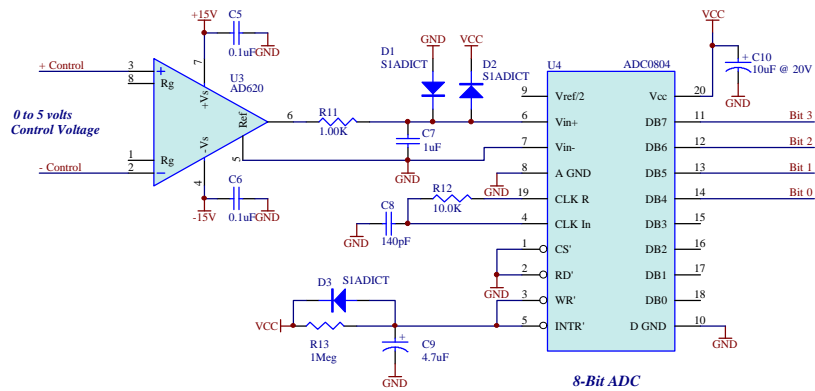 +15V
C5
0.1uF
GND
+ Control
3
+
7
8
Rg
+Vs
U3
AD620
0 to 5 volts
Control Voltage
Ref
6
R11
1.00K
-Vs
1
Rg
5
- Control
2
-
4
C6
0.1uF
GND
-15V
GND
D1
S1ADICT
VCC
D2
S1ADICT
C7
1uF
GND
U4
ADC0804
9
Vref/2
Vcc
20
6
Vin+
DB7
11
Bit 3
7
Vin-
DB6
12
Bit 2
8
A GND
DB5
13
Bit 1
19
CLK R
DB4
14
Bit 0
4
CLK In
DB3
15
1
CS'
DB2
16
2
RD'
DB1
17
3
WR'
DB0
18
5
INTR'
D GND
10
GND
VCC
+
C10
10uF @ 20V
GND
GND
R12
10.0K
C8
140pF
GND
GND
D3
S1ADICT
VCC
R13
1Meg
+
C9
4.7uF
GND
8-Bit ADC